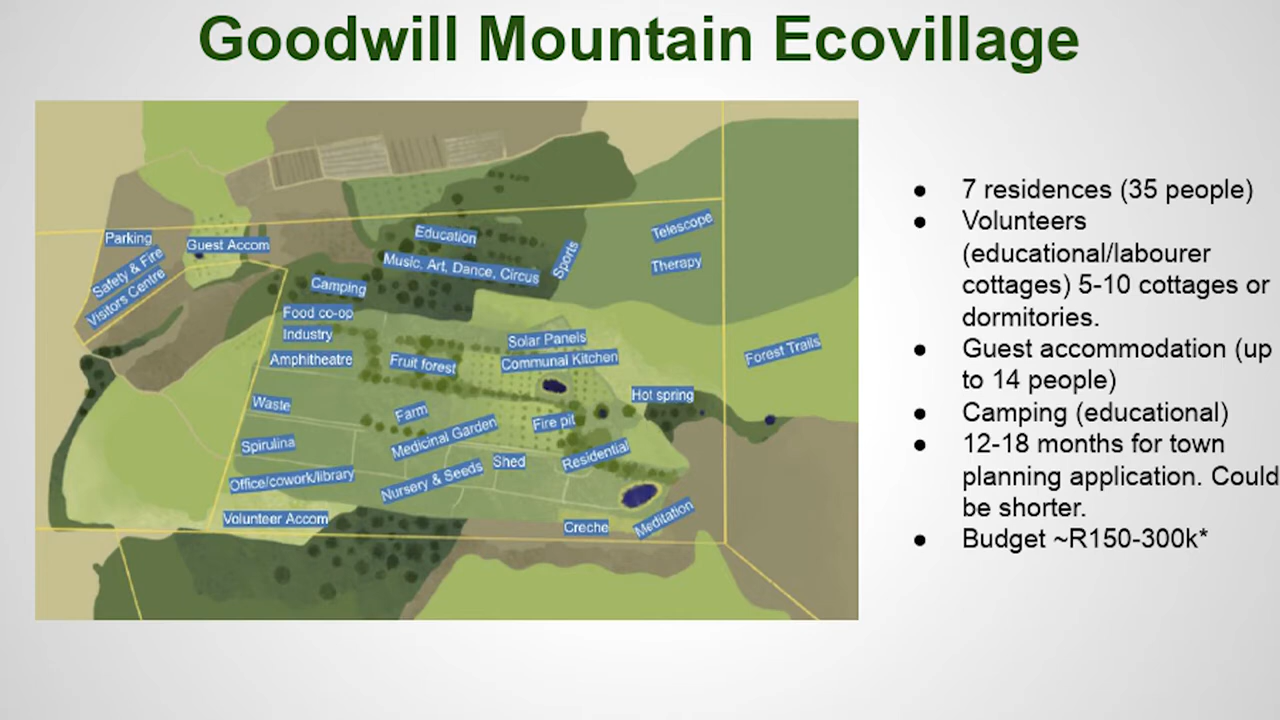 Goodwill Mountain Ecovillage
Parking
Guest Accom
Safety & Fire
Visitors Centre
Education
Music, Art, Dance, Circus
Sports
Telescope
Therapy
Camping
Food co-op
Industry
Amphitheatre
Fruit forest
Solar Panels
Communal Kitchen
Forest Trails
Waste
Farm
Hot spring
Spirulina
Medicinal Garden
Fire pit
Office/cowork/library
Nursery & Seeds
Shed
Residential
Volunteer Accom
Creche
Meditation
● 7 residences (35 people)
● Volunteers
(educational/labourer
cottages) 5-10 cottages or
dormitories.
● Guest accommodation (up
to 14 people)
● Camping (educational)
● 12-18 months for town
planning application. Could
be shorter.
● Budget ~R150-300k*